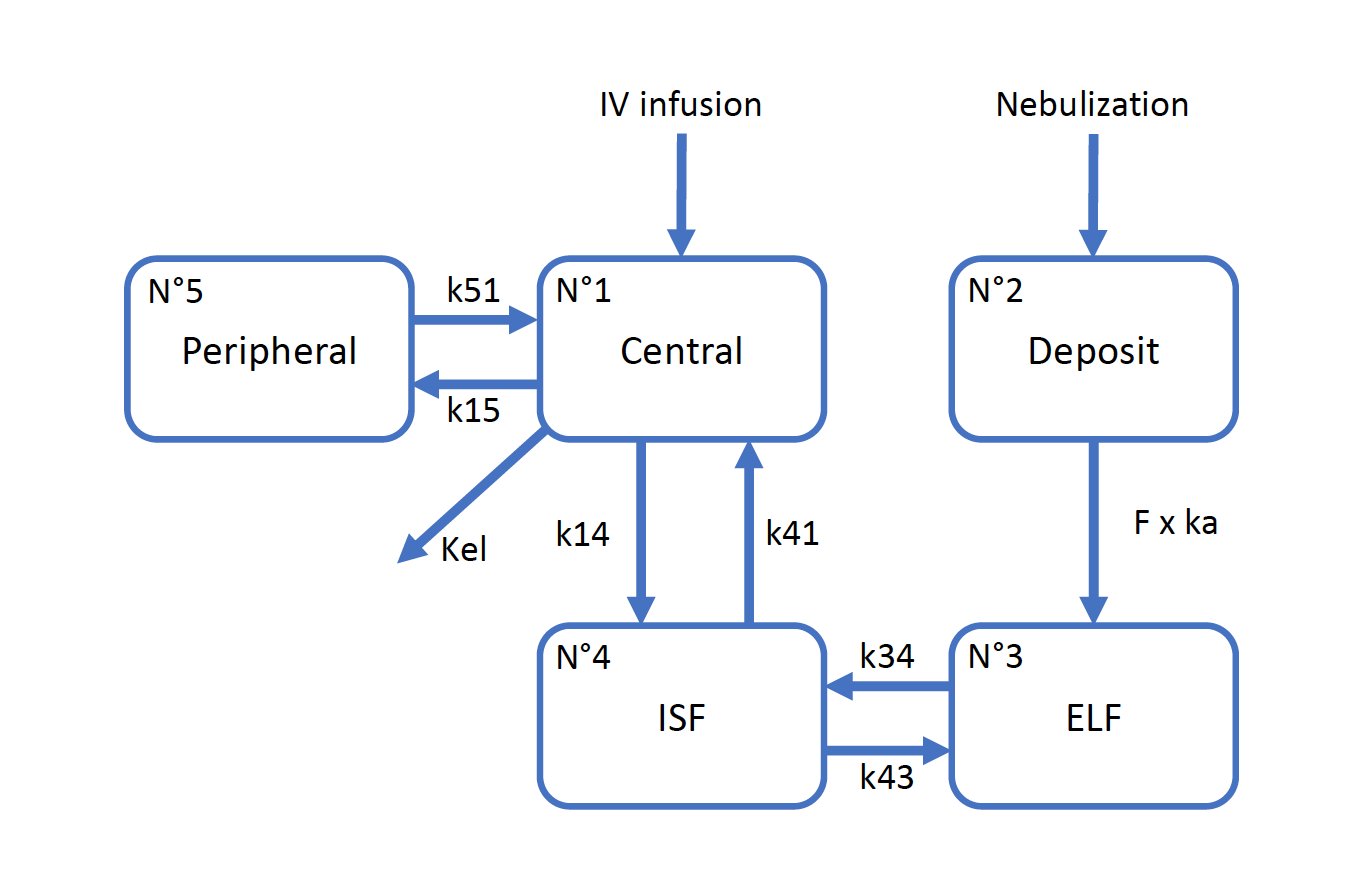 IV infusion
Nebulization
N°5
Peripheral
k51
k15
N°1
Central
N°2
Deposit
Kel
k14
k41
F x ka
N°4
ISF
k34
k43
N°3
ELF